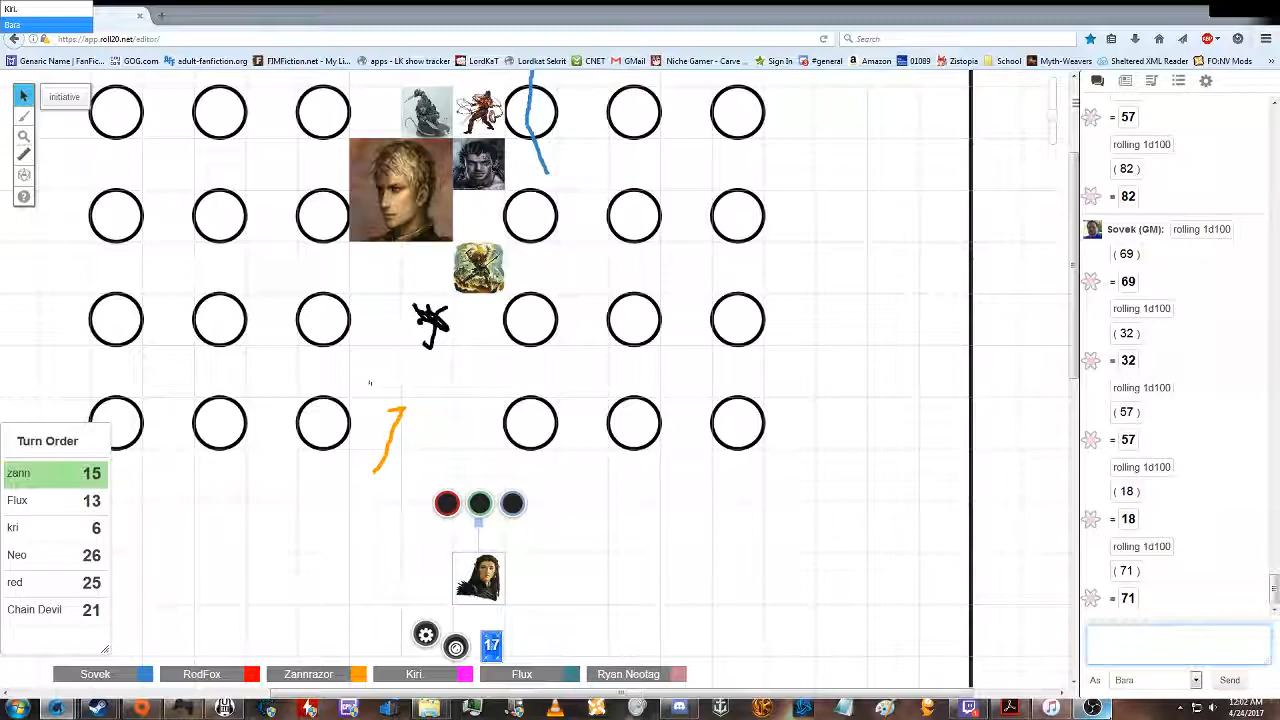 Kiri.
Bara
https://app.roll20.net/editor/
Search
Generic Name | FanFic...
GOG.com
adult-fanfiction.org
FIMFiction.net - My Li...
apps - LK show tracker
LordKaT
Lordkat Sekrit
CNET
GMail
Niche Gamer - Carve ...
Sign In
#general
Amazon
01089
Zistopia
School
Myth-Weavers
Sheltered XML Reader
FO:NV Mods
initiative
57
rolling 1d100
( 82 )
= 82
Sovek (GM): rolling 1d100
( 69 )
= 69
rolling 1d100
( 32 )
= 32
rolling 1d100
( 57 )
= 57
rolling 1d100
( 18 )
= 18
rolling 1d100
( 71 )
= 71
Turn Order
zann 15
Flux 13
kri 6
Neo 26
red 25
Chain Devil 21
17
Sovek
RedFox
Zannrazor
Kiri.
Flux
Ryan Neotag
As Bara Send
12:02 AM
4/24/2017